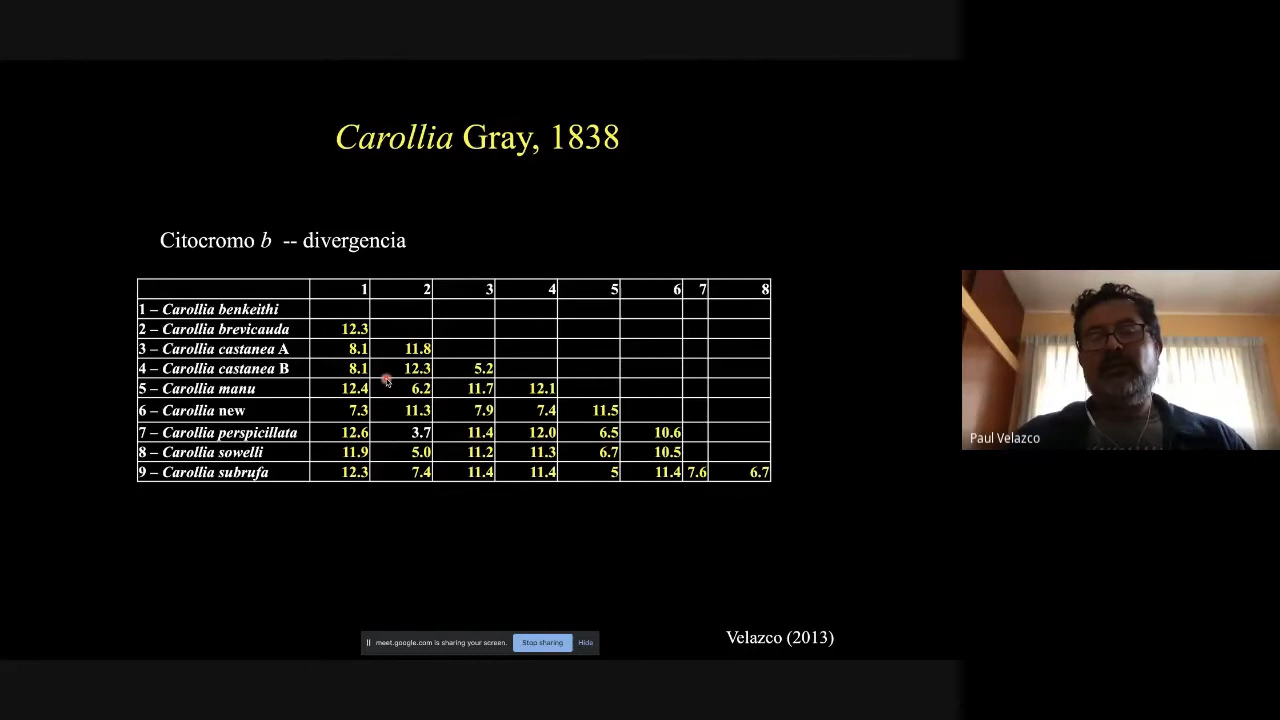 Carollia Gray, 1838
Citocromo b -- divergencia
1 2 3 4 5 6 7 8
1 – Carollia benkeithi
2 – Carollia brevicauda 12.3
3 – Carollia castanea A 8.1 11.8
4 – Carollia castanea B 8.1 12.3 5.2
5 – Carollia manu 12.4 6.2 11.7 12.1
6 – Carollia new 7.3 11.3 7.9 7.4 11.5
7 – Carollia perspicillata 12.6 3.7 11.4 12.0 6.5 10.6
8 – Carollia sowelli 11.9 5.0 11.2 11.3 6.7 10.5
9 – Carollia subrufa 12.3 7.4 11.4 11.4 5 11.4 7.6 6.7
Paul Velazco
Velazco (2013)
meet.google.com is sharing your screen. Stop sharing Hide